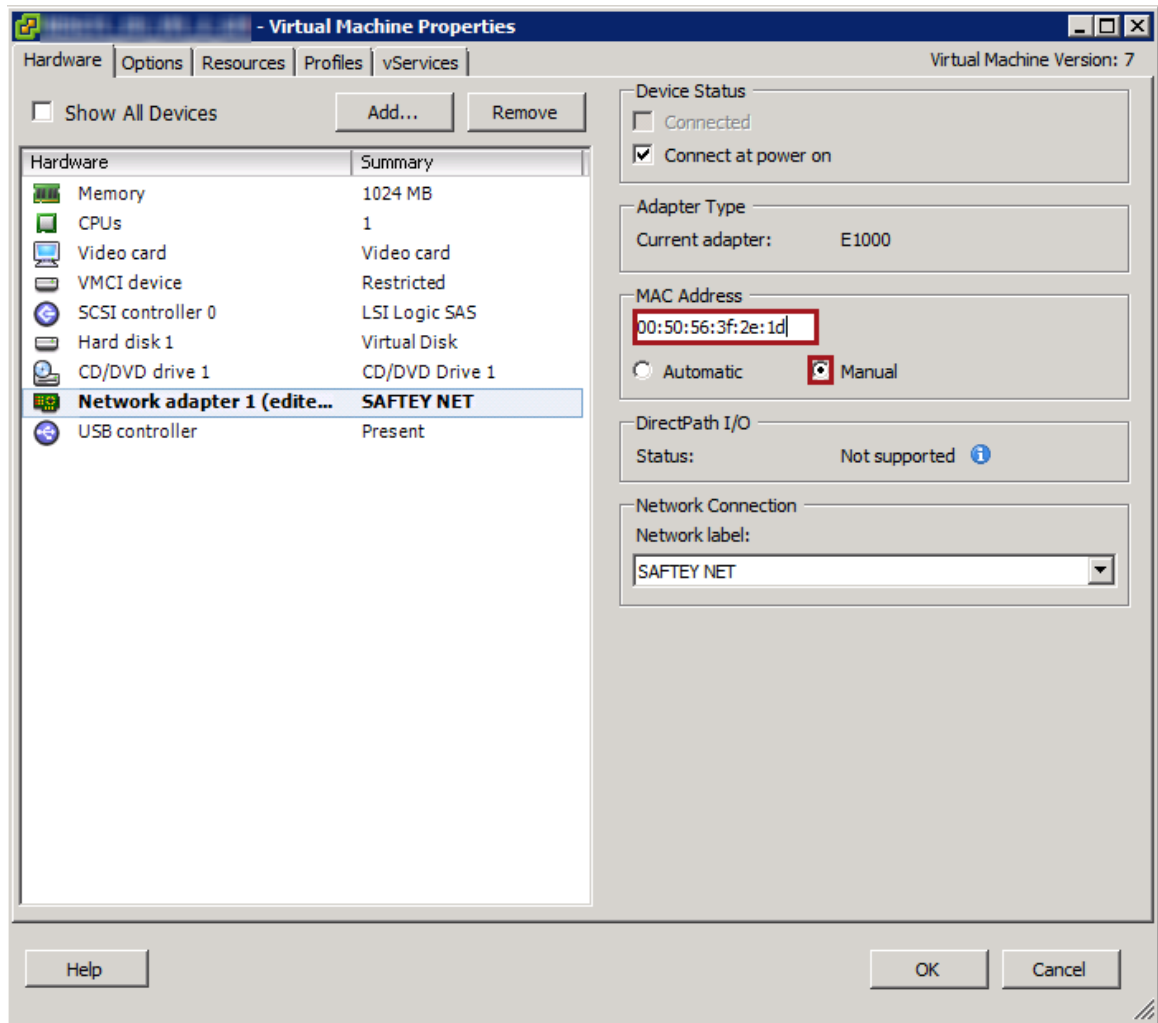 - Virtual Machine Properties
Hardware Options Resources Profiles vServices Virtual Machine Version: 7
Show All Devices Add... Remove
Hardware Summary
Memory 1024 MB
CPUs 1
Video card Video card
VMCI device Restricted
SCSI controller 0 LSI Logic SAS
Hard disk 1 Virtual Disk
CD/DVD drive 1 CD/DVD Drive 1
Network adapter 1 (edite... SAFTEY NET
USB controller Present
Device Status
Connected
Connect at power on
Adapter Type
Current adapter: E1000
MAC Address
00:50:56:3f:2e:1d
Automatic Manual
DirectPath I/O
Status: Not supported
Network Connection
Network label:
SAFTEY NET
Help OK Cancel